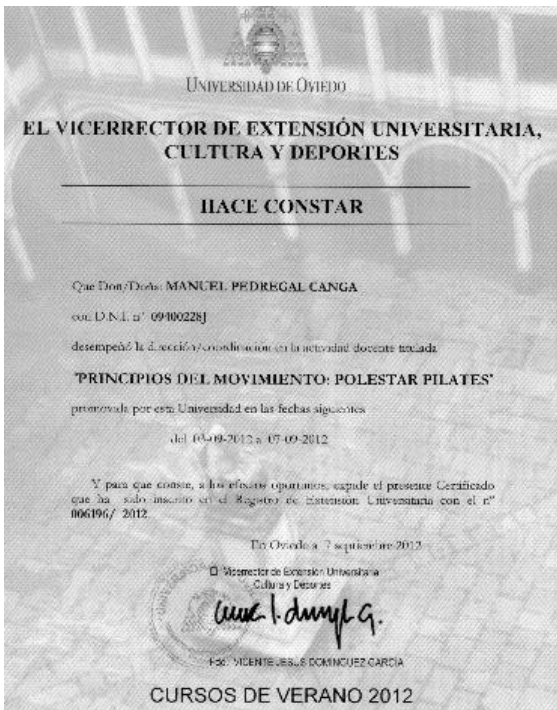 UNIVERSIDAD DE OVIEDO
EL VICERRECTOR DE EXTENSIÓN UNIVERSITARIA,
CULTURA Y DEPORTES
HACE CONSTAR
Que Don/Doña: MANUEL PEDREGAL CANGA
con D.N.I. nº 09400228J
desempeñó la dirección/coordinación en la actividad docente titulada
"PRINCIPIOS DEL MOVIMIENTO: POLESTAR PILATES"
promovida por esta Universidad en las fechas siguientes
del 03-09-2012 a 07-09-2012
Y para que conste, a los efectos oportunos, expide el presente Certificado
que ha sido inscrito en el Registro de Extensión Universitaria con el nº
006196/ 2012
En Oviedo a 7 septiembre 2012
El Vicerrector de Extensión Universitaria
Cultura y Deportes
Fdo: VICENTE JESUS DOMINGUEZ GARCIA
CURSOS DE VERANO 2012